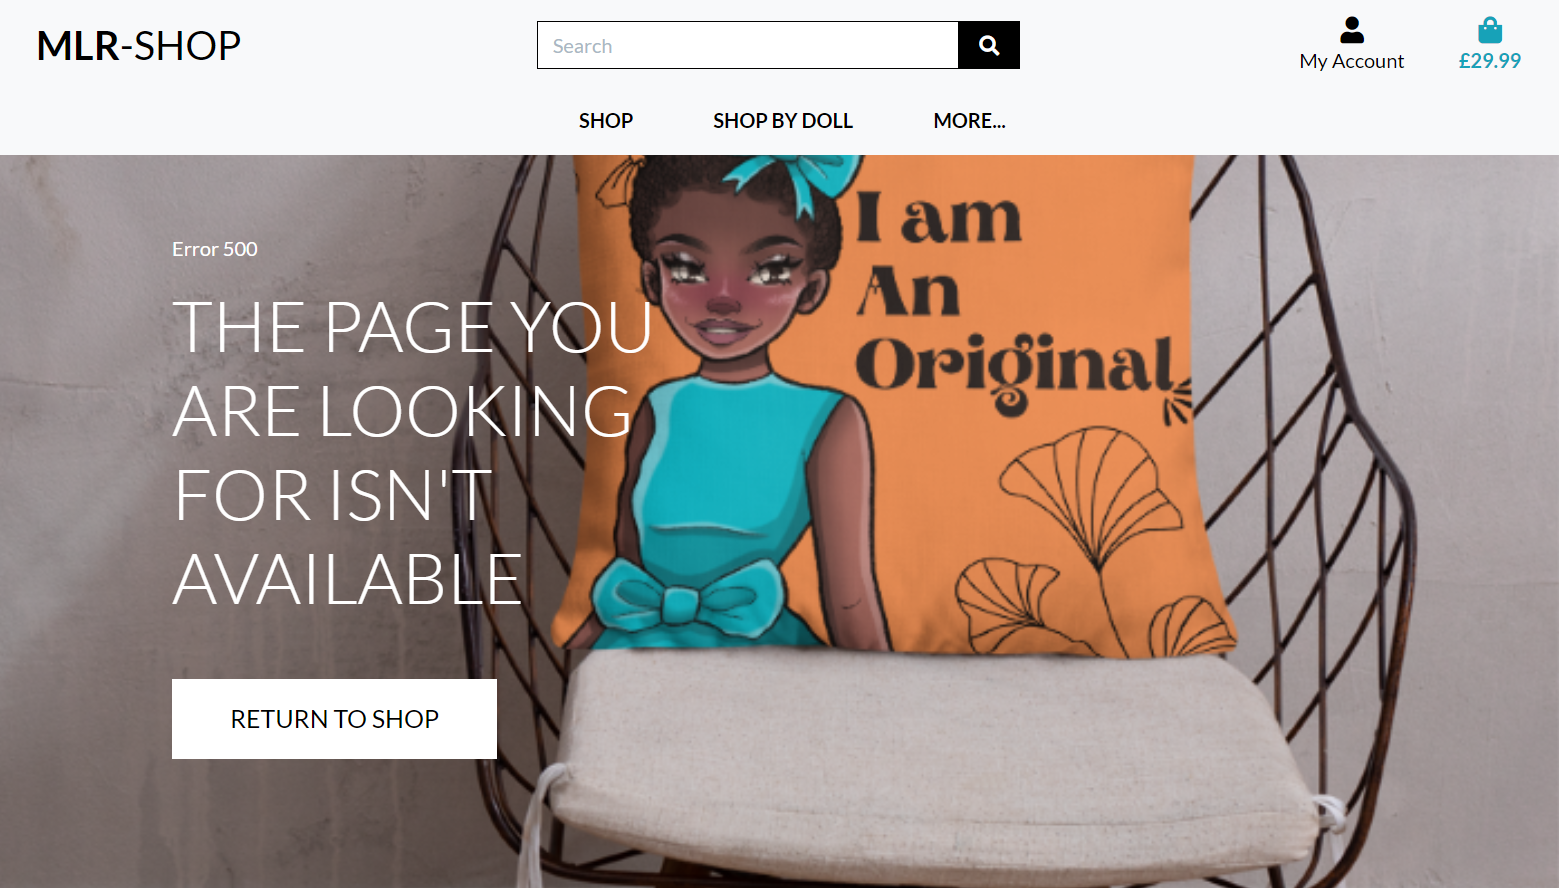 MLR-SHOP
Search
My Account
£29.99
SHOP
SHOP BY DOLL
MORE...
Error 500
THE PAGE YOU
ARE LOOKING
FOR ISN'T
AVAILABLE
RETURN TO SHOP
I am
An
Original